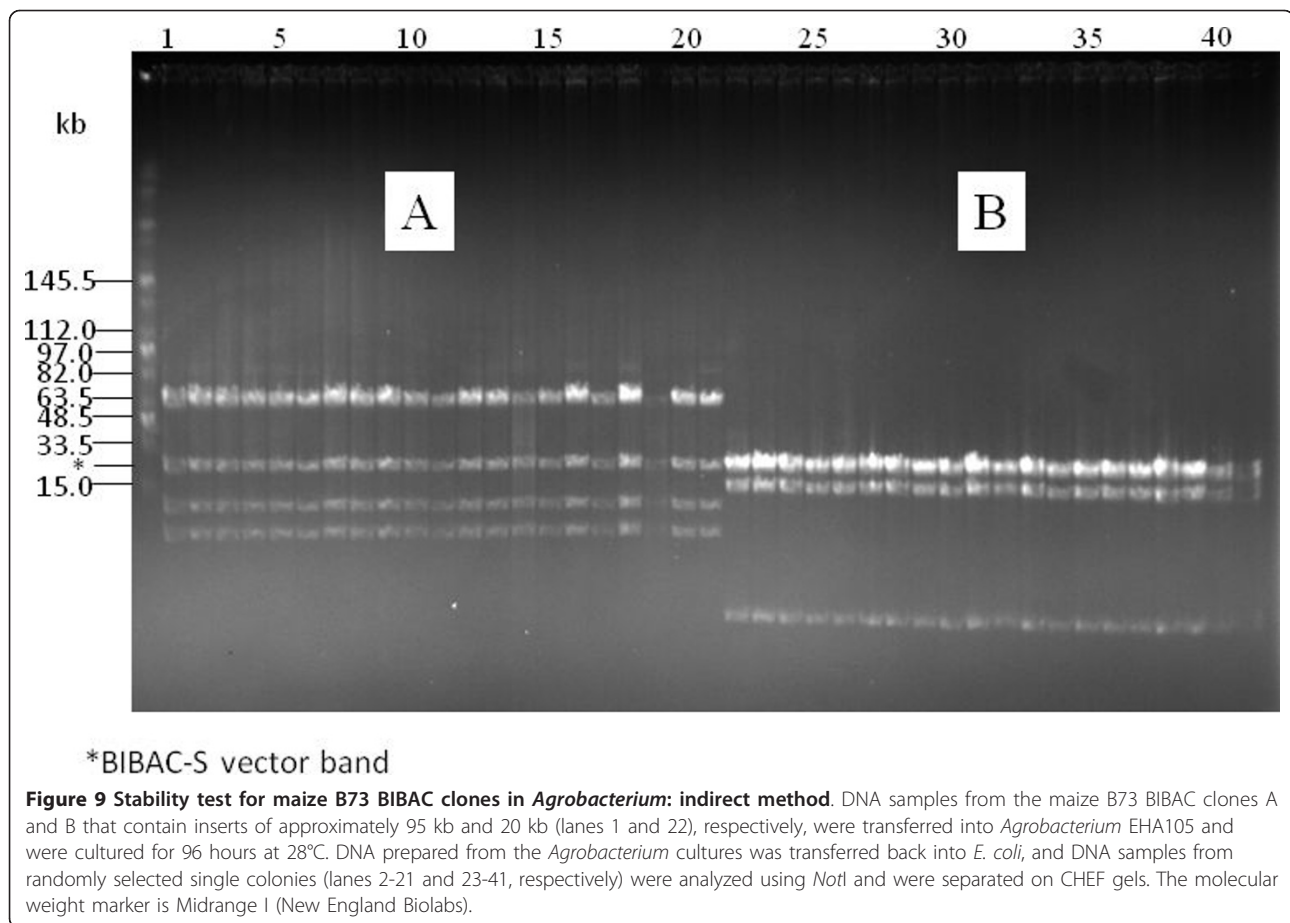 1 5 10 15 20 25 30 35 40
kb
A B
145.5
112.0
97.0
82.0
63.5
48.5
33.5
*
15.0
*BIBAC-S vector band
Figure 9 Stability test for maize B73 BIBAC clones in Agrobacterium: indirect method. DNA samples from the maize B73 BIBAC clones A
and B that contain inserts of approximately 95 kb and 20 kb (lanes 1 and 22), respectively, were transferred into Agrobacterium EHA105 and
were cultured for 96 hours at 28°C. DNA prepared from the Agrobacterium cultures was transferred back into E. coli, and DNA samples from
randomly selected single colonies (lanes 2-21 and 23-41, respectively) were analyzed using NotI and were separated on CHEF gels. The molecular
weight marker is Midrange I (New England Biolabs).